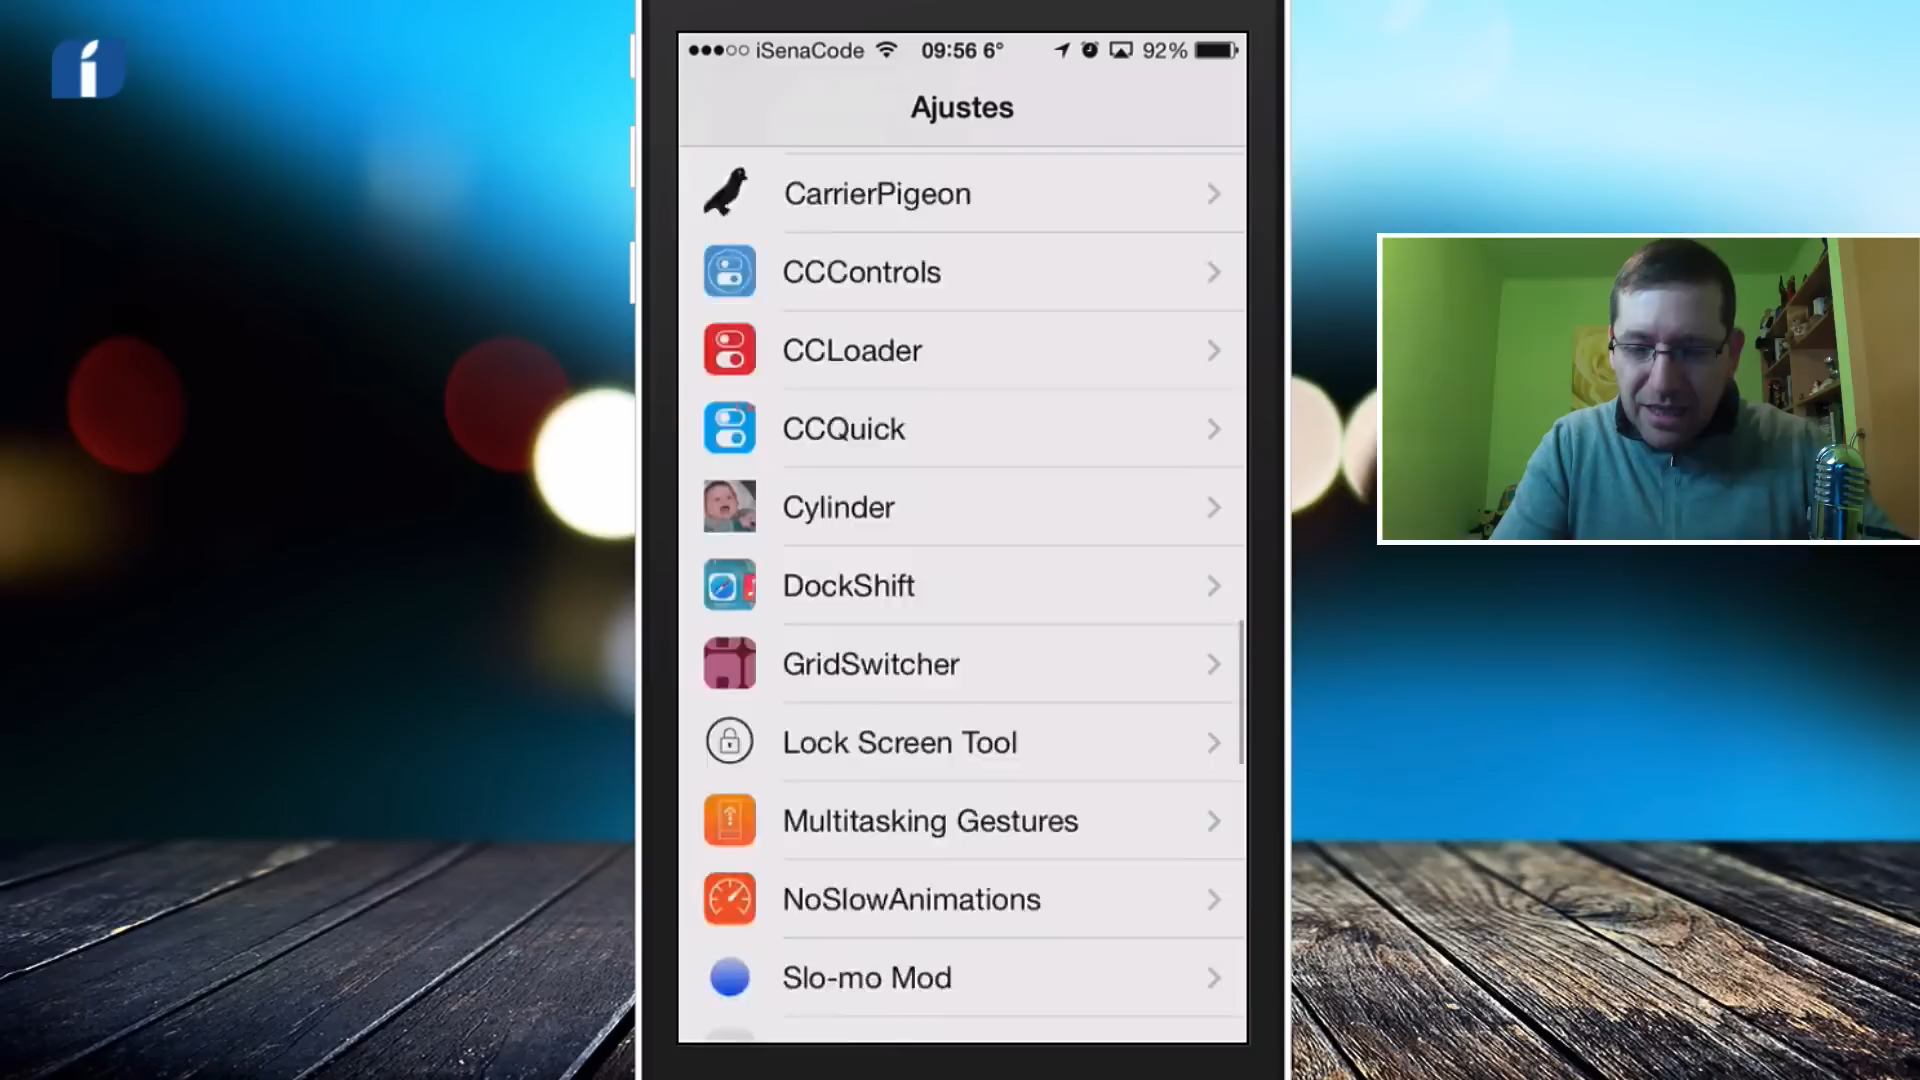 i
iSenaCode 09:56 6° 92%
Ajustes
CarrierPigeon
CCControls
CCLoader
CCQuick
Cylinder
DockShift
GridSwitcher
Lock Screen Tool
Multitasking Gestures
NoSlowAnimations
Slo-mo Mod